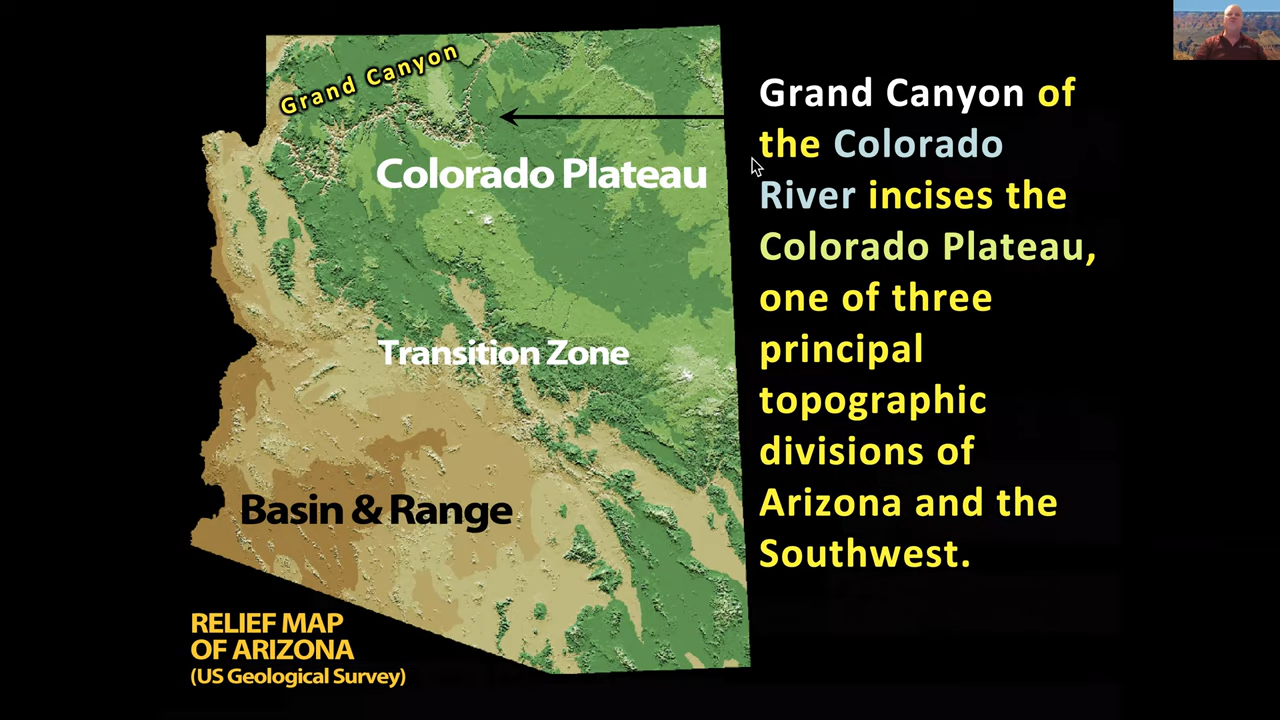 Grand Canyon
Colorado Plateau
Transition Zone
Basin & Range
RELIEF MAP
OF ARIZONA
(US Geological Survey)
Grand Canyon of
the Colorado
River incises the
Colorado Plateau,
one of three
principal
topographic
divisions of
Arizona and the
Southwest.